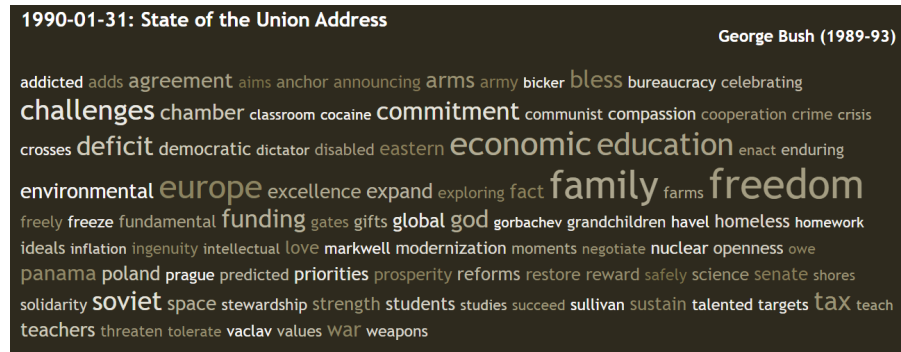 1990-01-31: State of the Union Address
George Bush (1989-93)
addicted adds agreement aims anchor announcing arms army bicker bless bureaucracy celebrating
challenges chamber classroom cocaine commitment communist compassion cooperation crime crisis
crosses deficit democratic dictator disabled eastern economic education enact enduring
environmental europe excellence expand exploring fact family farms freedom
freely freeze fundamental funding gates gifts global god gorbachev grandchildren havel homeless homework
ideals inflation ingenuity intellectual love markwell modernization moments negotiate nuclear openness owe
panama poland prague predicted priorities prosperity reforms restore reward safely science senate shores
solidarity soviet space stewardship strength students studies succeed sullivan sustain talented targets tax teach
teachers threaten tolerate vaclav values war weapons